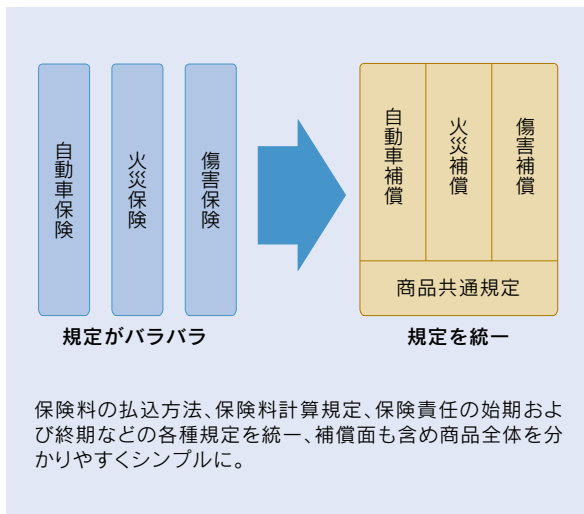 自動車保険
火災保険
傷害保険
規定がバラバラ
自動車補償
火災補償
傷害補償
商品共通規定
規定を統一
保険料の払込方法、保険料計算規定、保険責任の始期およ
び終期などの各種規定を統一、補償面も含め商品全体を分
かりやすくシンプルに。